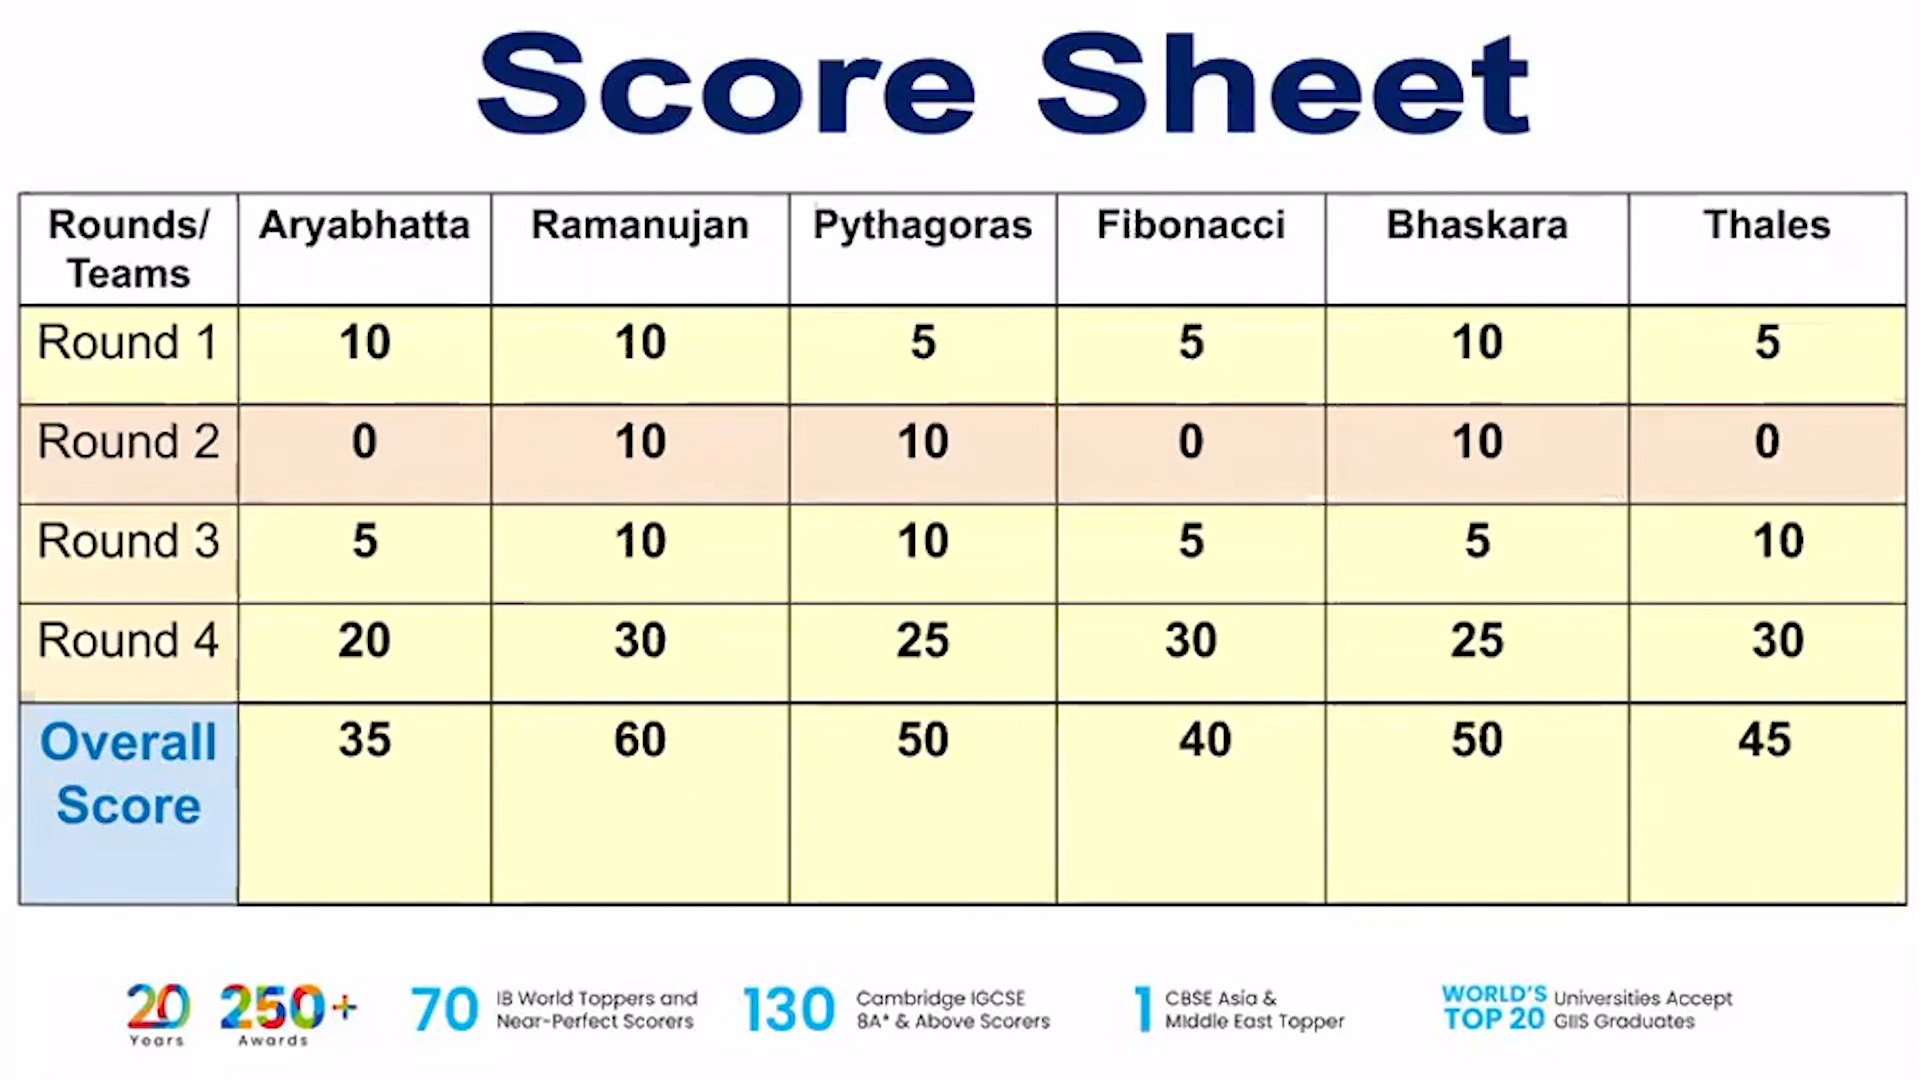 Score Sheet
Rounds/ Aryabhatta Ramanujan Pythagoras Fibonacci Bhaskara Thales
Teams
Round 1 10 10 5 5 10 5
Round 2 0 10 10 0 10 0
Round 3 5 10 10 5 5 10
Round 4 20 30 25 30 25 30
Overall 35 60 50 40 50 45
Score
20 Years
250+ Awards
70 IB World Toppers and
Near-Perfect Scorers
130 Cambridge IGCSE
8A* & Above Scorers
1 CBSE Asia &
Middle East Topper
WORLD'S Universities Accept
TOP 20 GIIS Graduates